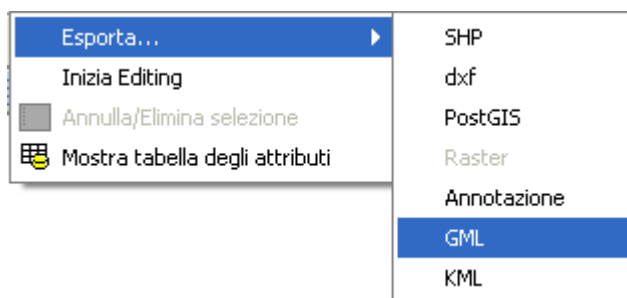 Esporta...
Inizia Editing
Annulla/Elimina selezione
Mostra tabella degli attributi
SHP
dxf
PostGIS
Raster
Annotazione
GML
KML